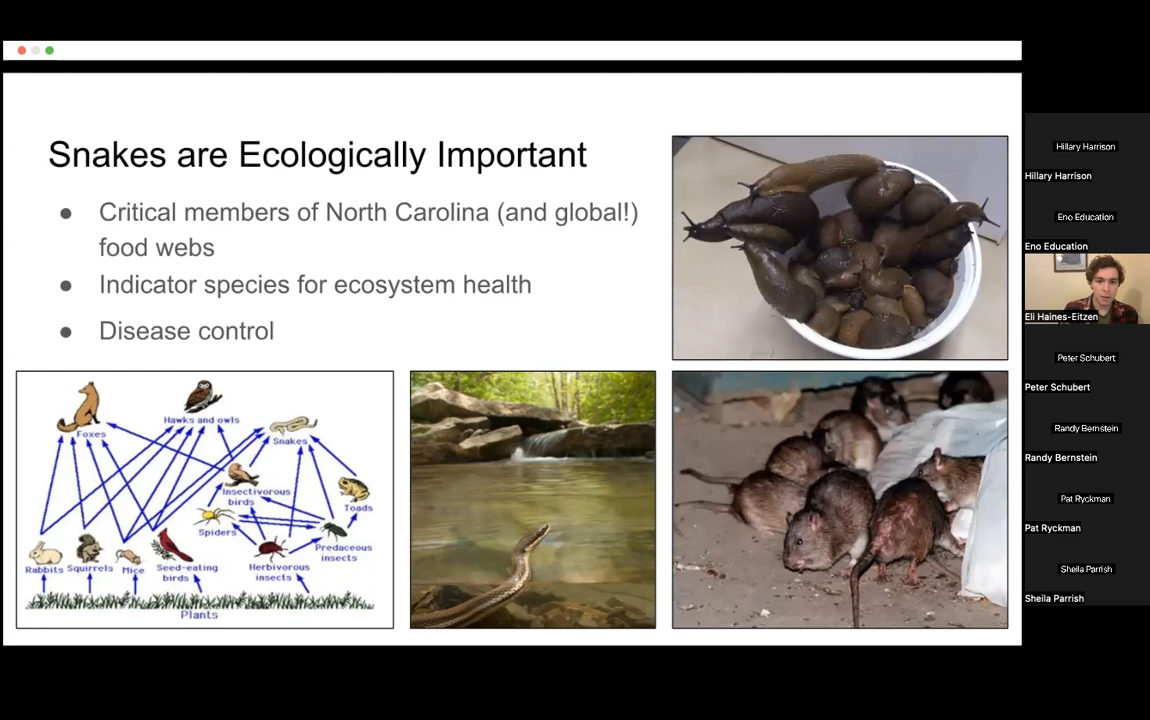 Snakes are Ecologically Important
● Critical members of North Carolina (and global!)
food webs
● Indicator species for ecosystem health
● Disease control
Foxes
Hawks and owls
Snakes
Insectivorous
birds
Toads
Spiders
Predaceous
insects
Rabbits
Squirrels
Mice
Seed-eating
birds
Herbivorous
insects
Plants
Hillary Harrison
Hillary Harrison
Eno Education
Eno Education
Eli Haines-Eitzen
Peter Schubert
Peter Schubert
Randy Bernstein
Randy Bernstein
Pat Ryckman
Pat Ryckman
Sheila Parrish
Sheila Parrish